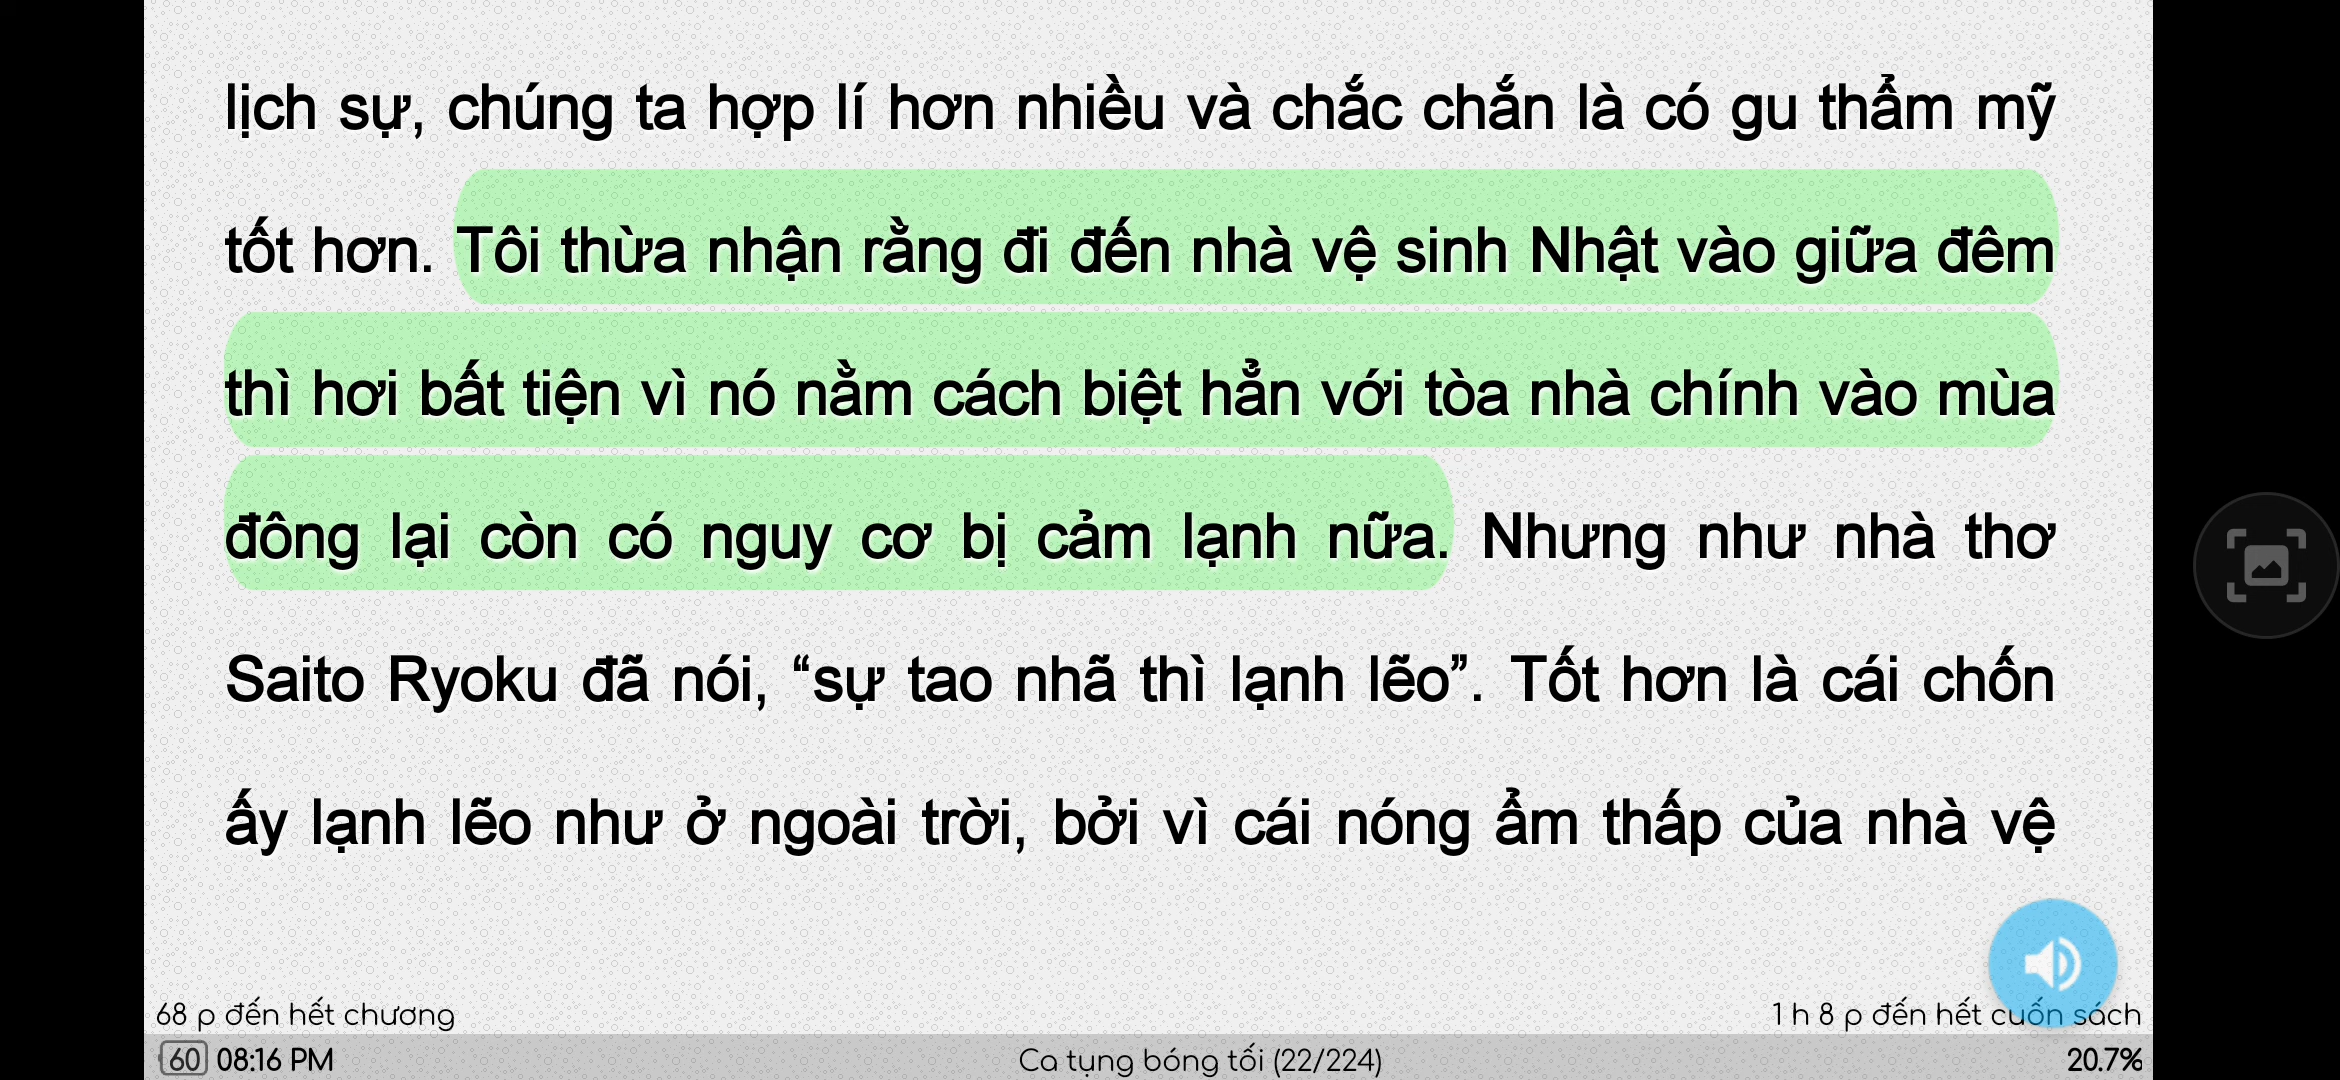 lịch sự, chúng ta hợp lí hơn nhiều và chắc chắn là có gu thẩm mỹ
tốt hơn. Tôi thừa nhận rằng đi đến nhà vệ sinh Nhật vào giữa đêm
thì hơi bất tiện vì nó nằm cách biệt hẳn với tòa nhà chính vào mùa
đông lại còn có nguy cơ bị cảm lạnh nữa. Nhưng như nhà thơ
Saito Ryoku đã nói, “sự tao nhã thì lạnh lẽo”. Tốt hơn là cái chốn
ấy lạnh lẽo như ở ngoài trời, bởi vì cái nóng ẩm thấp của nhà vệ
68 p đến hết chương
1 h 8 p đến hết cuốn sách
60 08:16 PM
Ca tụng bóng tối (22/224)
20.7%